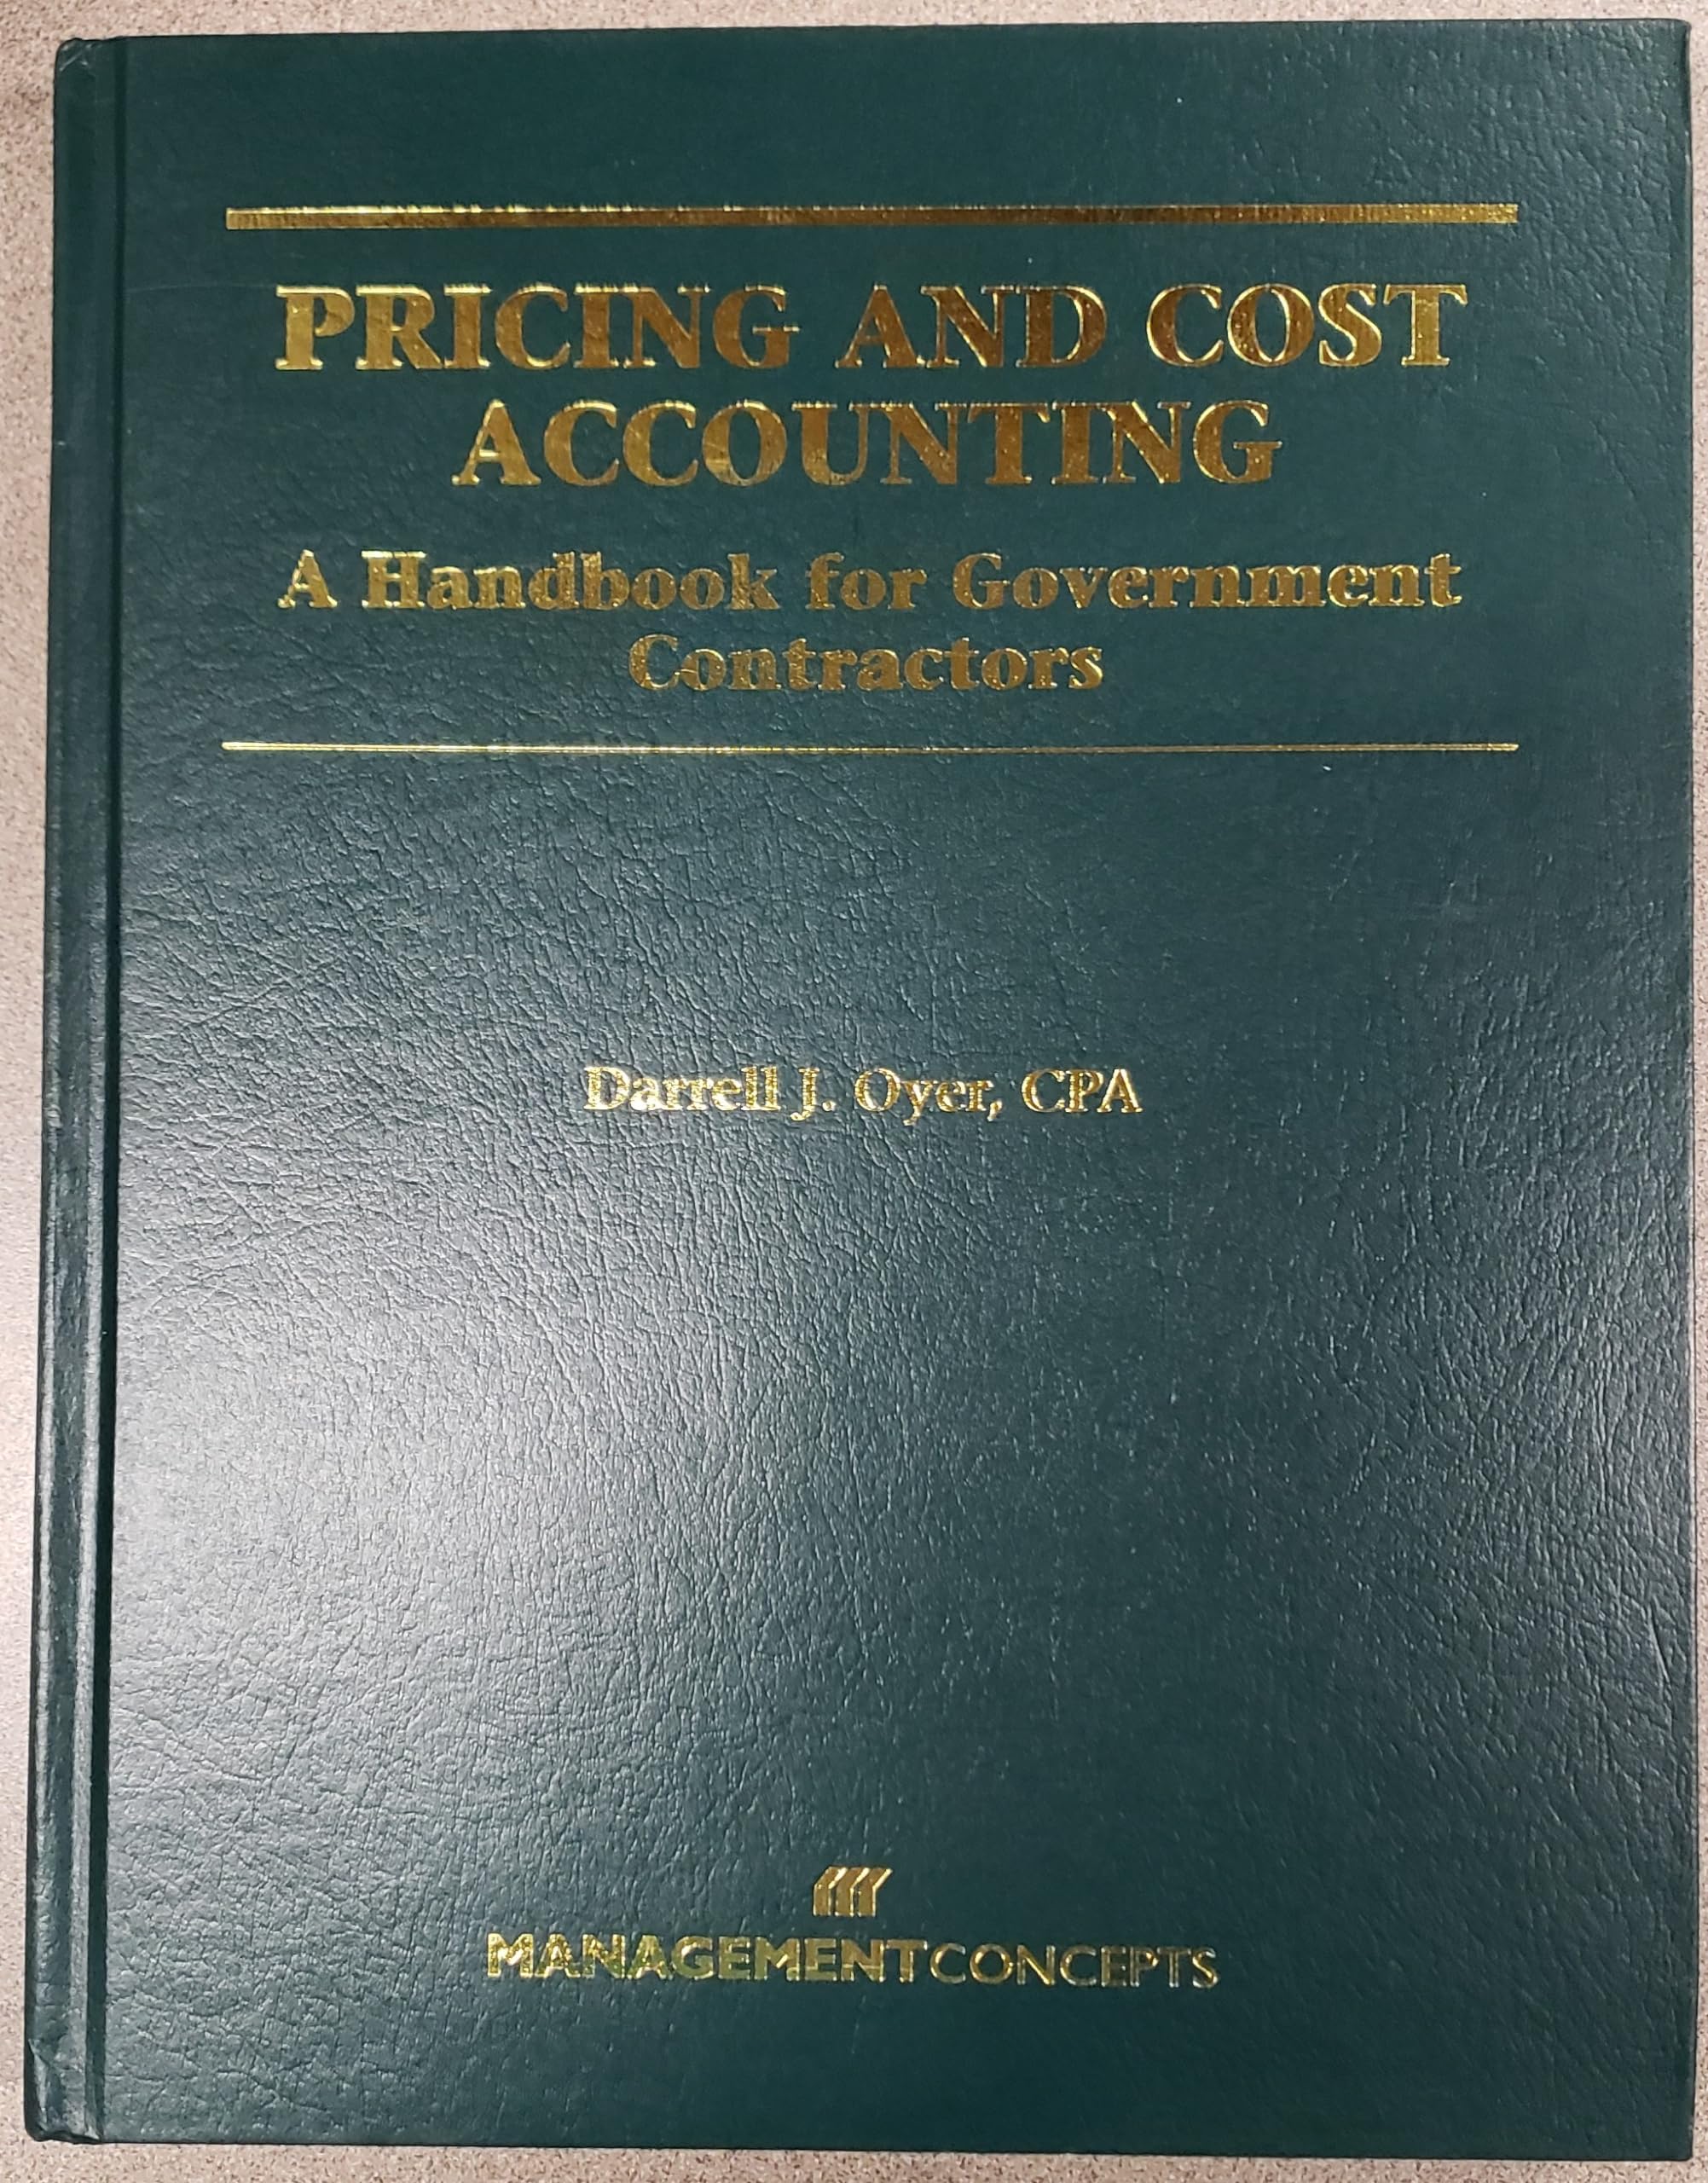 PRICING AND COST
ACCOUNTING
A Handbook for Government
Contractors
Darrell J. Oyer, CPA
MANAGEMENTCONCEPTS